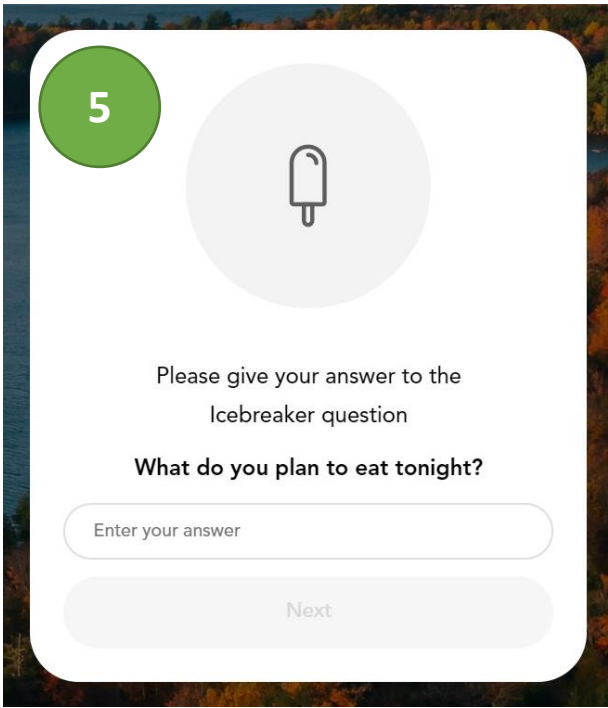 5
Please give your answer to the
Icebreaker question
What do you plan to eat tonight?
Enter your answer
Next